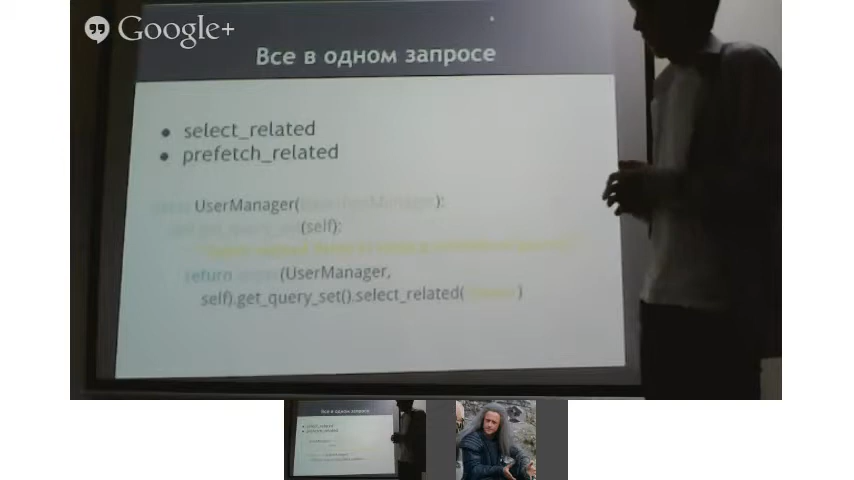 Google+
Все в одном запросе
select_related
prefetch_related
UserManager( ):
(self):
return (UserManager,
self).get_query_set().select_related( )